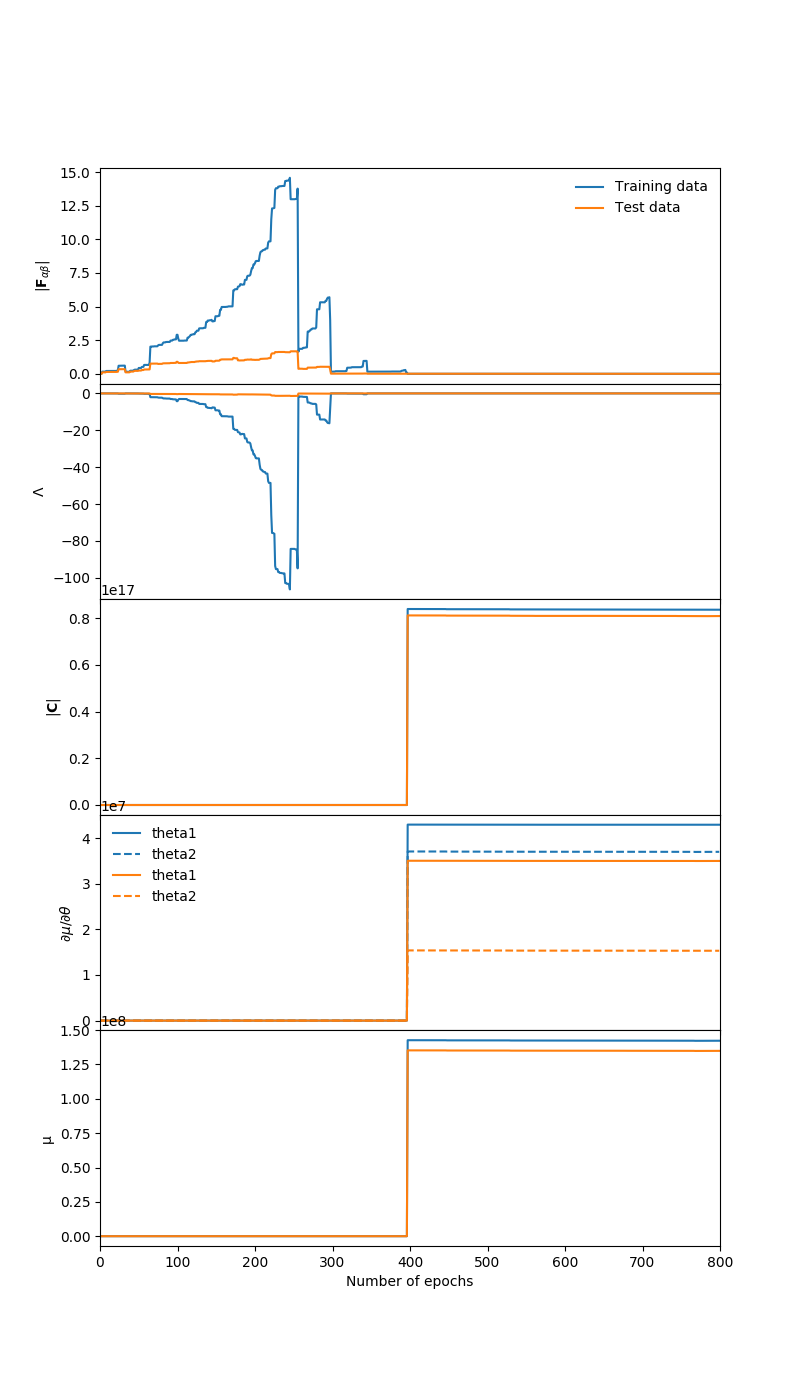 15.0
12.5
10.0
7.5
5.0
2.5
0.0
|F_αβ|
Training data
Test data
0
−20
−40
−60
−80
−100
Λ
1e17
0.8
0.6
0.4
0.2
0.0
|C|
1e7
4
3
2
1
0
∂μ/∂θ
theta1
theta2
theta1
theta2
1e8
1.50
1.25
1.00
0.75
0.50
0.25
0.00
μ
0 100 200 300 400 500 600 700 800
Number of epochs